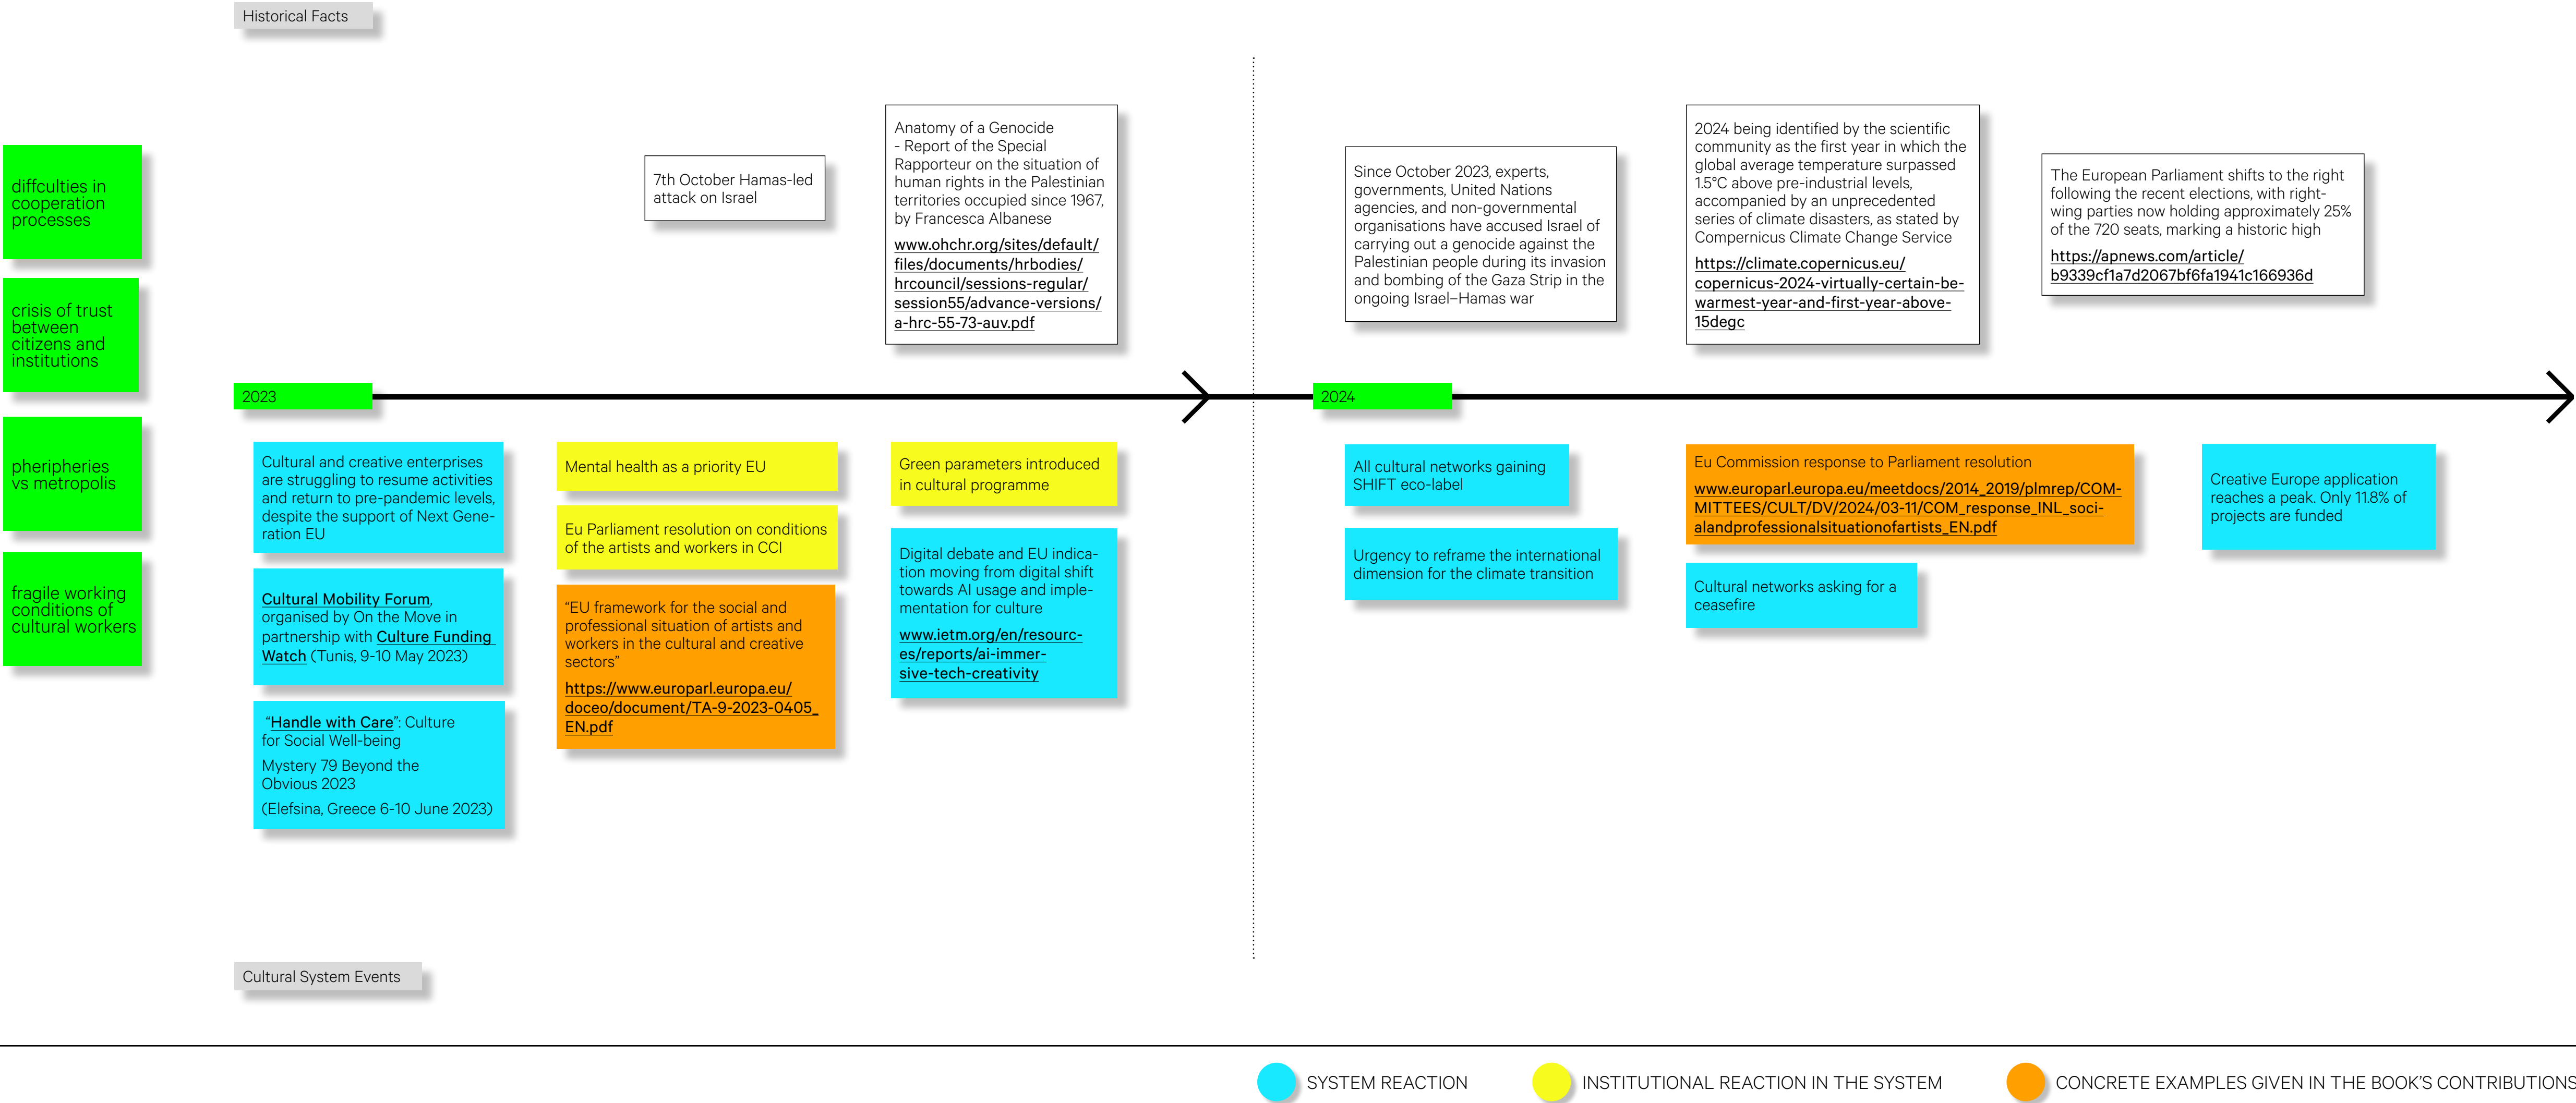 Historical Facts
diffculties in
cooperation
processes
crisis of trust
between
citizens and
institutions
pheripheries
vs metropolis
fragile working
conditions of
cultural workers
7th October Hamas-led
attack on Israel
Anatomy of a Genocide
- Report of the Special
Rapporteur on the situation of
human rights in the Palestinian
territories occupied since 1967,
by Francesca Albanese
www.ohchr.org/sites/default/
files/documents/hrbodies/
hrcouncil/sessions-regular/
session55/advance-versions/
a-hrc-55-73-auv.pdf
Since October 2023, experts,
governments, United Nations
agencies, and non-governmental
organisations have accused Israel of
carrying out a genocide against the
Palestinian people during its invasion
and bombing of the Gaza Strip in the
ongoing Israel–Hamas war
2024 being identified by the scientific
community as the first year in which the
global average temperature surpassed
1.5°C above pre-industrial levels,
accompanied by an unprecedented
series of climate disasters, as stated by
Compernicus Climate Change Service
https://climate.copernicus.eu/
copernicus-2024-virtually-certain-be-
warmest-year-and-first-year-above-
15degc
The European Parliament shifts to the right
following the recent elections, with right-
wing parties now holding approximately 25%
of the 720 seats, marking a historic high
https://apnews.com/article/
b9339cf1a7d2067bf6fa1941c166936d
2023
2024
Cultural and creative enterprises
are struggling to resume activities
and return to pre-pandemic levels,
despite the support of Next Gene-
ration EU
Cultural Mobility Forum,
organised by On the Move in
partnership with Culture Funding
Watch (Tunis, 9-10 May 2023)
“Handle with Care”: Culture
for Social Well-being
Mystery 79 Beyond the
Obvious 2023
(Elefsina, Greece 6-10 June 2023)
Mental health as a priority EU
Eu Parliament resolution on conditions
of the artists and workers in CCI
“EU framework for the social and
professional situation of artists and
workers in the cultural and creative
sectors”
https://www.europarl.europa.eu/
doceo/document/TA-9-2023-0405_
EN.pdf
Green parameters introduced
in cultural programme
Digital debate and EU indica-
tion moving from digital shift
towards AI usage and imple-
mentation for culture
www.ietm.org/en/resourc-
es/reports/ai-immer-
sive-tech-creativity
All cultural networks gaining
SHIFT eco-label
Urgency to reframe the international
dimension for the climate transition
Eu Commission response to Parliament resolution
www.europarl.europa.eu/meetdocs/2014_2019/plmrep/COM-
MITTEES/CULT/DV/2024/03-11/COM_response_INL_soci-
alandprofessionalsituationofartists_EN.pdf
Cultural networks asking for a
ceasefire
Creative Europe application
reaches a peak. Only 11.8% of
projects are funded
Cultural System Events
SYSTEM REACTION
INSTITUTIONAL REACTION IN THE SYSTEM
CONCRETE EXAMPLES GIVEN IN THE BOOK’S CONTRIBUTIONS